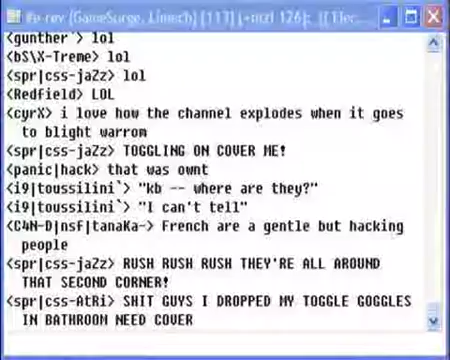 #e-rev (GameSurge, Limech) [117] [+ntzl 126]: 
<gunther`> lol
<bS\X-Treme> lol
<spr|css-jaZz> lol
<Redfield> LOL
<cyrX> i love how the channel explodes when it goes
to blight warrom
<spr|css-jaZz> TOGGLING ON COVER ME!
<panic|hack> that was ownt
<i9|toussilini`> "kb -- where are they?"
<i9|toussilini`> "I can't tell"
<C4N-D|nsf|tanaKa-> French are a gentle but hacking
people
<spr|css-jaZz> RUSH RUSH RUSH THEY'RE ALL AROUND
THAT SECOND CORNER!
<spr|css-AtRi> SHIT GUYS I DROPPED MY TOGGLE GOGGLES
IN BATHROOM NEED COVER